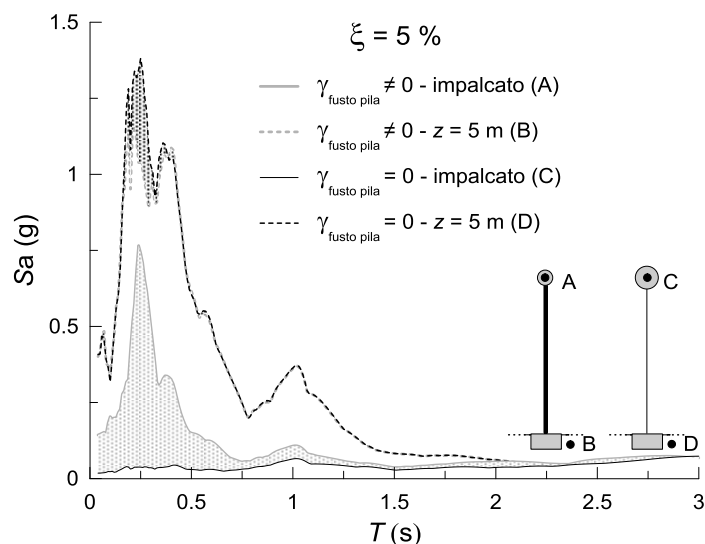 1.5
ξ = 5 %
γfusto pila ≠ 0 - impalcato (A)
γfusto pila ≠ 0 - z = 5 m (B)
1
γfusto pila = 0 - impalcato (C)
γfusto pila = 0 - z = 5 m (D)
Sa (g)
A C
0.5
B D
0
0 0.5 1 1.5 2 2.5 3
T (s)